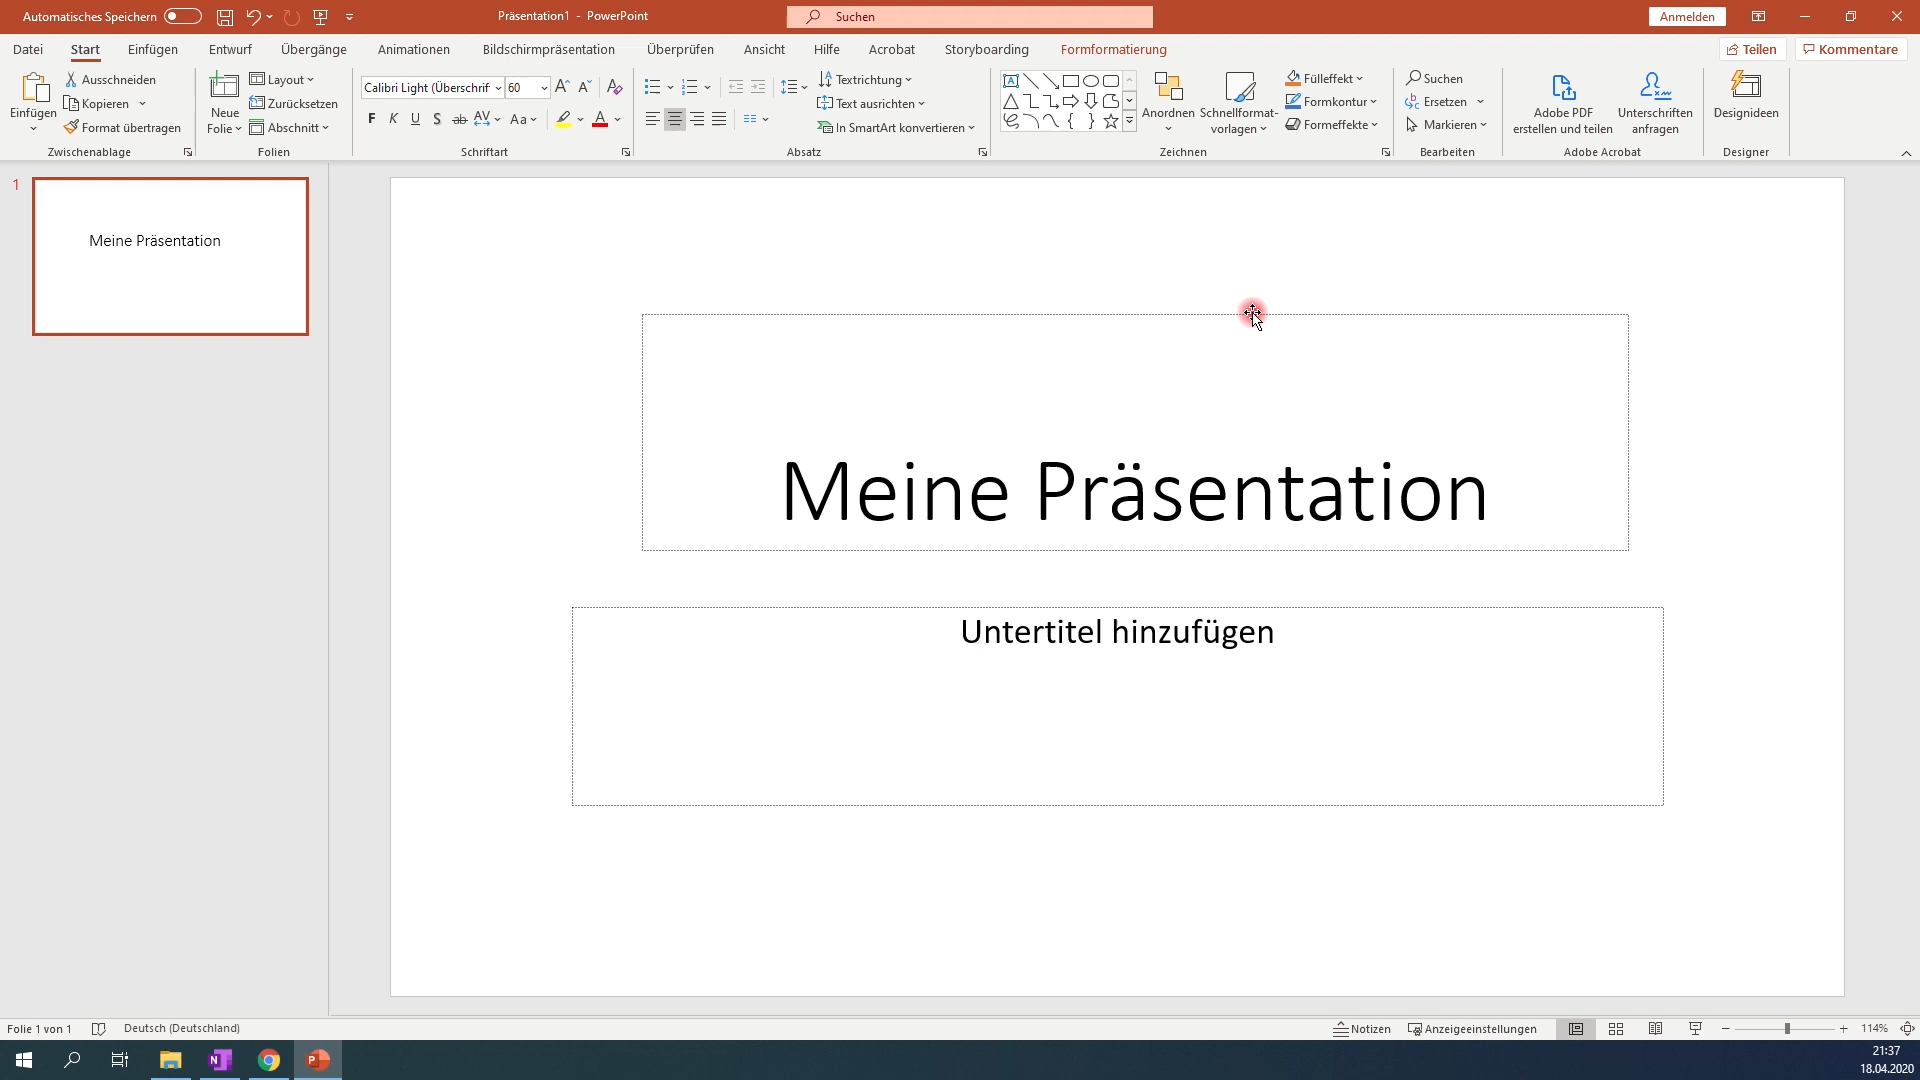 Automatisches Speichern
Präsentation1 - PowerPoint
Suchen
Anmelden
Datei Start Einfügen Entwurf Übergänge Animationen Bildschirmpräsentation Überprüfen Ansicht Hilfe Acrobat Storyboarding Formformatierung Teilen Kommentare
Einfügen
Ausschneiden
Kopieren
Format übertragen
Zwischenablage
Neue Folie
Layout
Zurücksetzen
Abschnitt
Folien
Calibri Light (Überschrif 60
F K U S ab AV Aa A
Schriftart
Textrichtung
Text ausrichten
In SmartArt konvertieren
Absatz
Anordnen
Schnellformat-
vorlagen
Fülleffekt
Formkontur
Formeffekte
Zeichnen
Suchen
Ersetzen
Markieren
Bearbeiten
Adobe PDF
erstellen und teilen
Unterschriften
anfragen
Adobe Acrobat
Designideen
Designer
1
Meine Präsentation
Meine Präsentation
Untertitel hinzufügen
Folie 1 von 1 Deutsch (Deutschland) Notizen Anzeigeeinstellungen 114%
21:37
18.04.2020